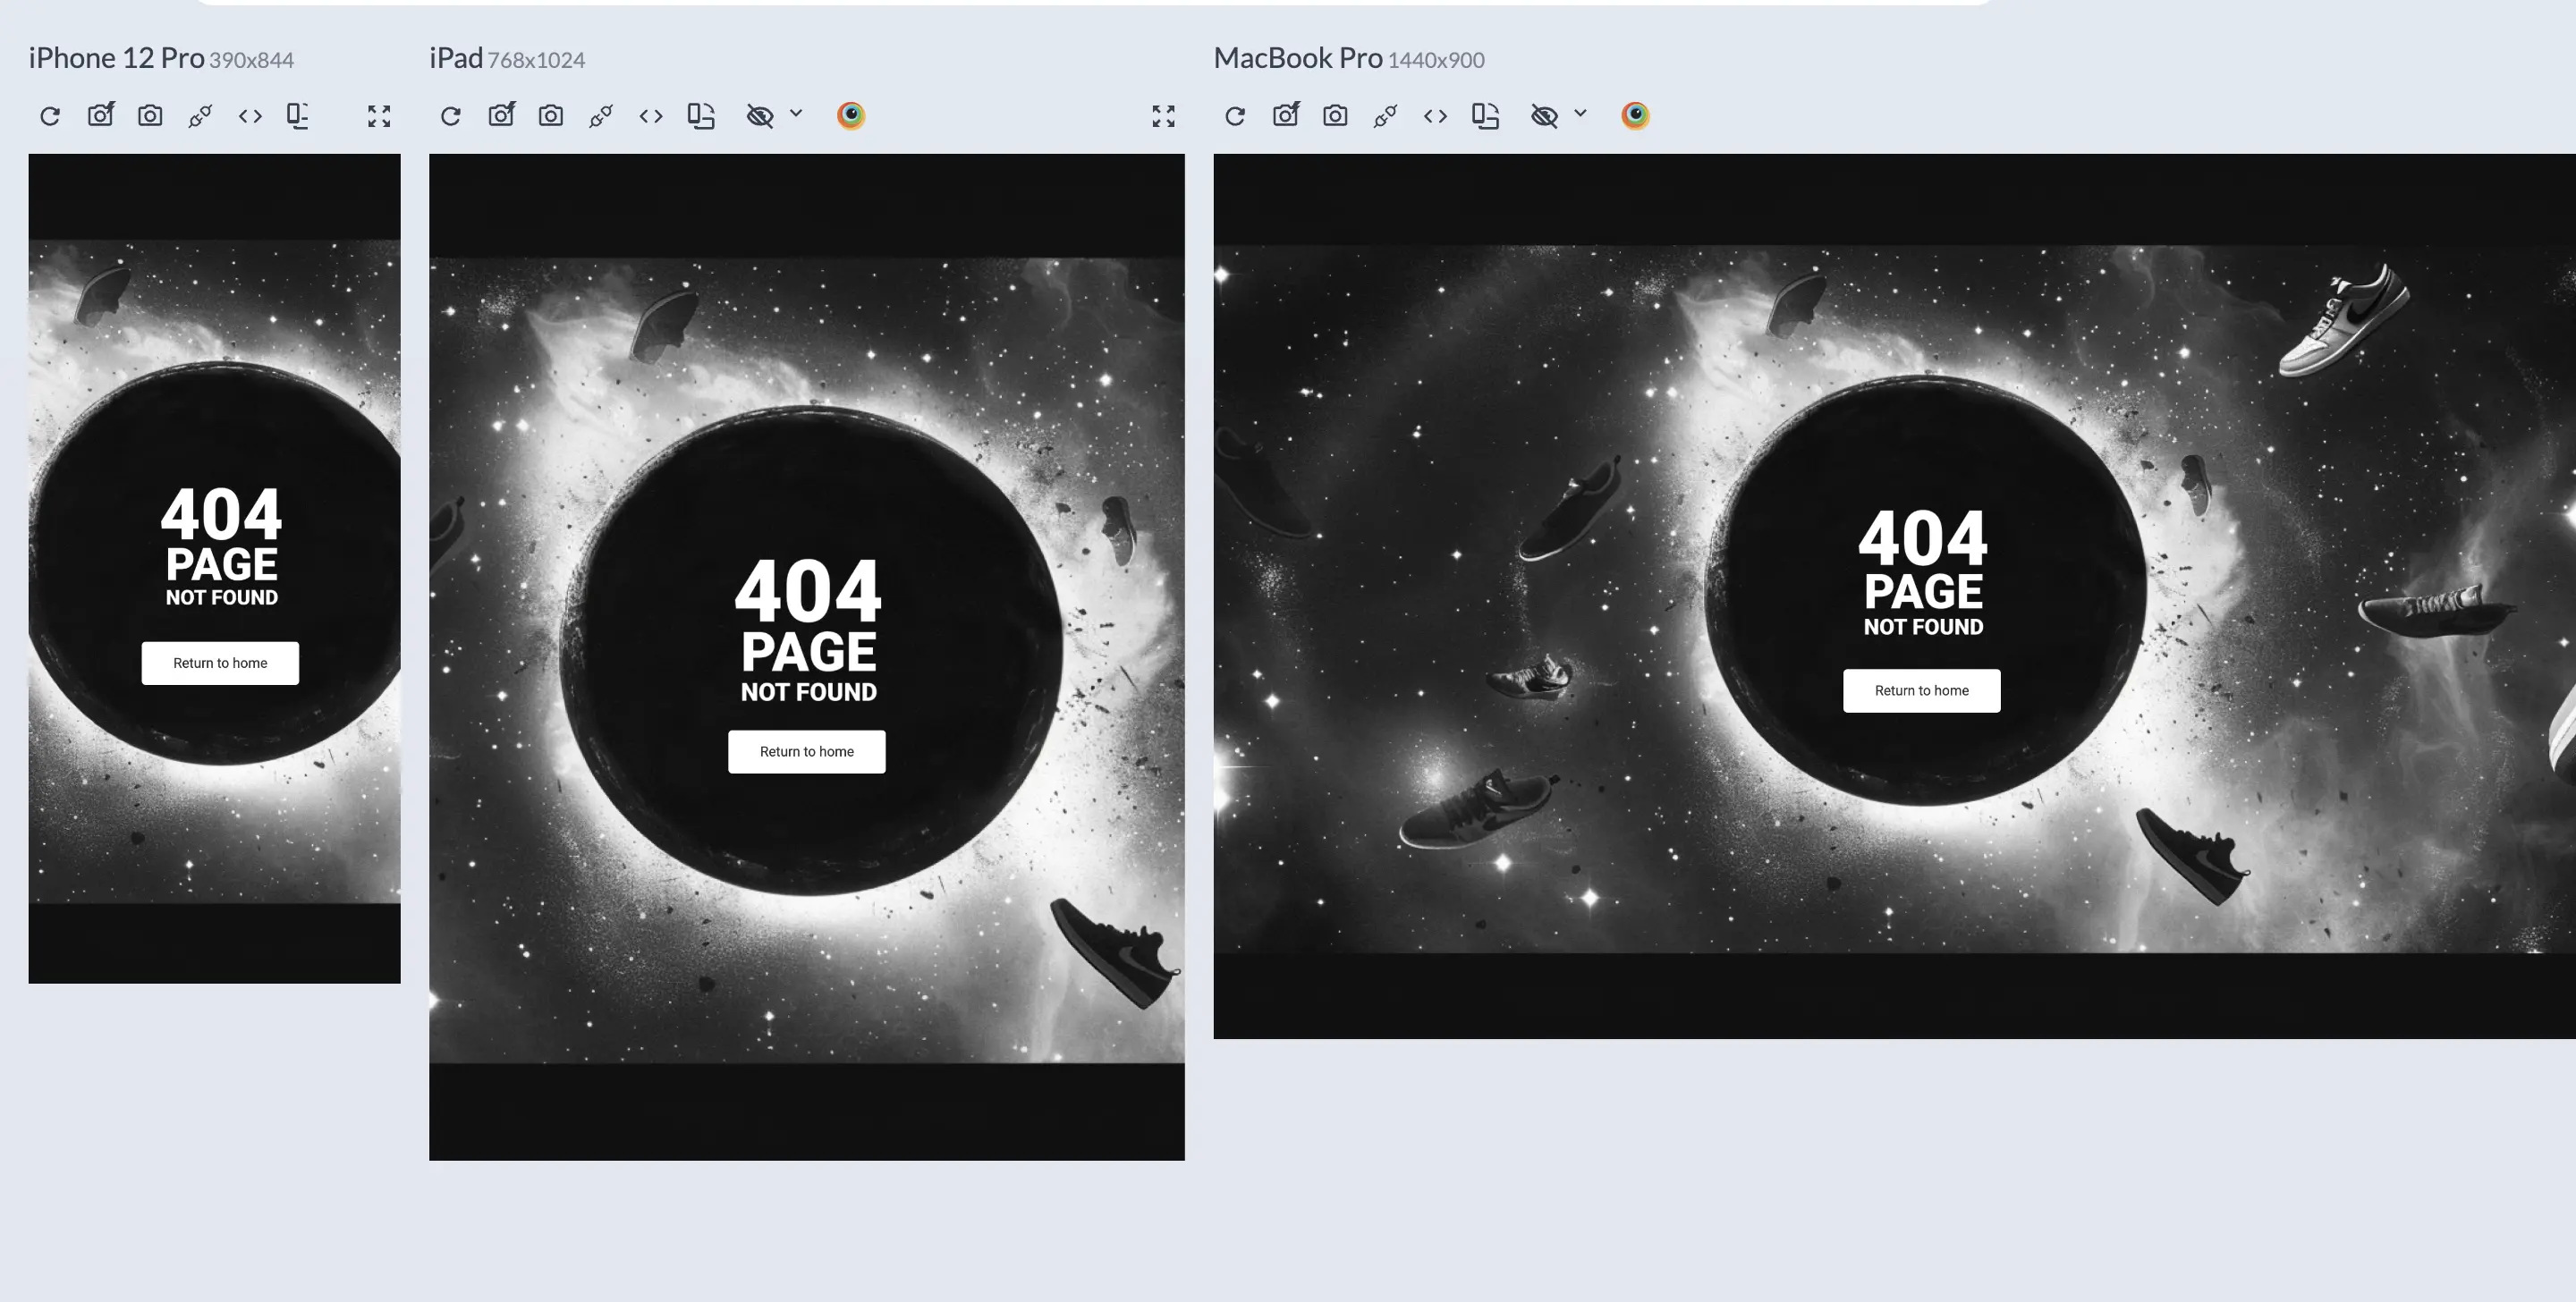 iPhone 12 Pro 390x844
404
PAGE
NOT FOUND
Return to home
iPad 768x1024
404
PAGE
NOT FOUND
Return to home
MacBook Pro 1440x900
404
PAGE
NOT FOUND
Return to home